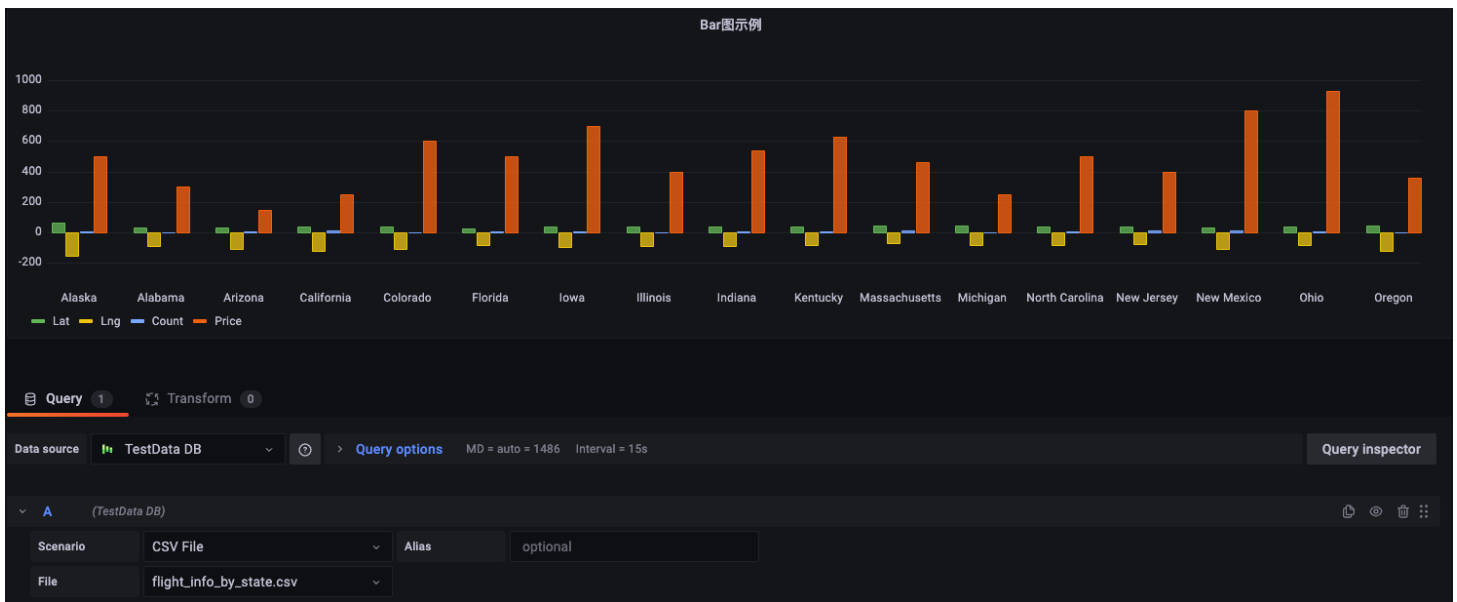 Bar图示例
1000
800
600
400
200
0
-200
Alaska Alabama Arizona California Colorado Florida Iowa Illinois Indiana Kentucky Massachusetts Michigan North Carolina New Jersey New Mexico Ohio Oregon
Lat Lng Count Price
Query 1 Transform 0
Data source TestData DB Query options MD = auto = 1486 Interval = 15s Query inspector
A (TestData DB)
Scenario CSV File Alias optional
File flight_info_by_state.csv